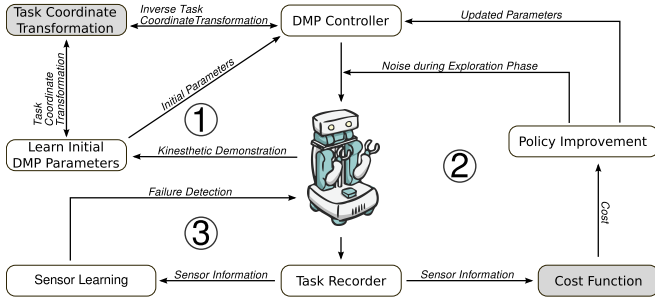 Task Coordinate
Transformation
Inverse Task
CoordinateTransformation
DMP Controller
Updated Parameters
Noise during Exploration Phase
Task
Coordinate
Transformation
Initial Parameters
1
Learn Initial
DMP Parameters
Kinesthetic Demonstration
2
Policy Improvement
Failure Detection
3
Cost
Sensor Learning
Sensor Information
Task Recorder
Sensor Information
Cost Function